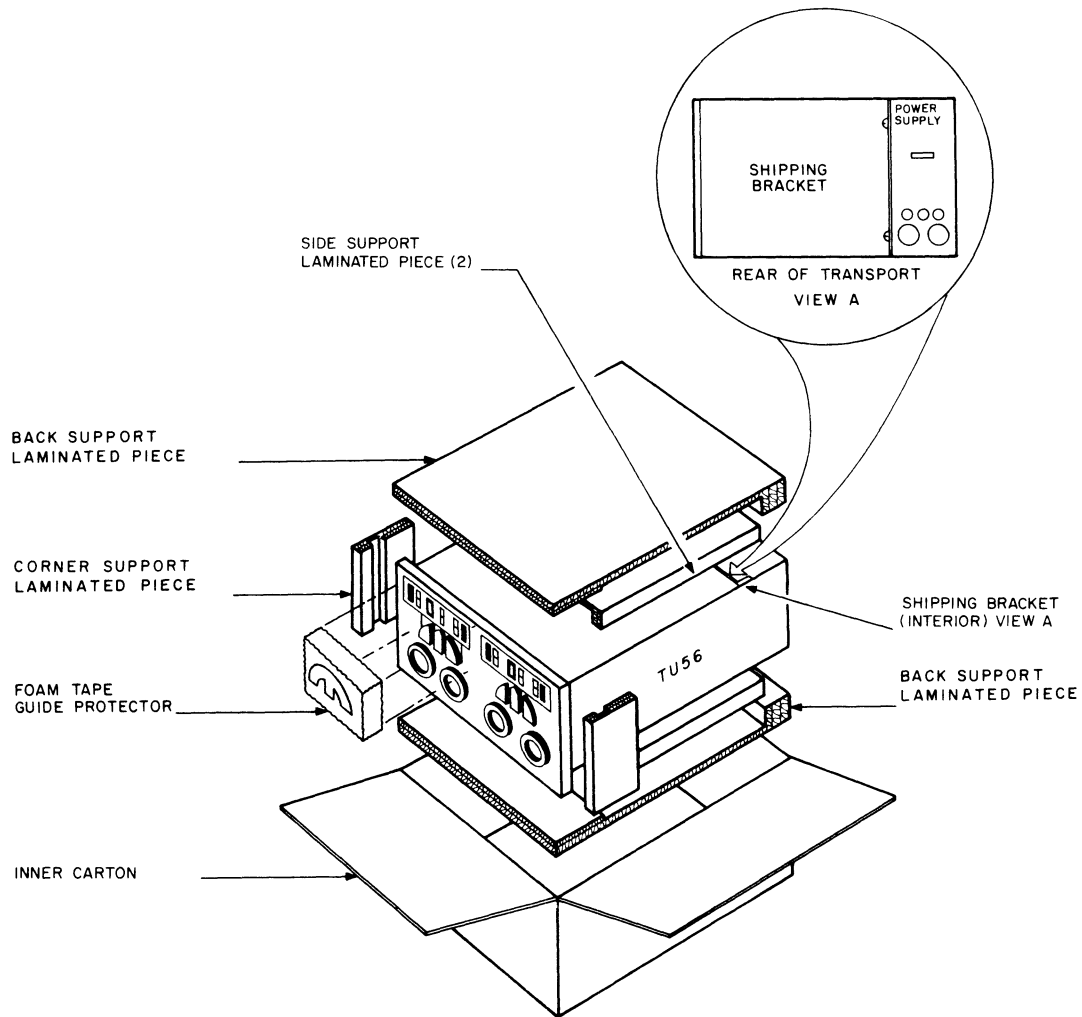 POWER
SUPPLY
SHIPPING
BRACKET
REAR OF TRANSPORT
VIEW A
SIDE SUPPORT
LAMINATED PIECE (2)
BACK SUPPORT
LAMINATED PIECE
CORNER SUPPORT
LAMINATED PIECE
SHIPPING BRACKET
(INTERIOR) VIEW A
TU56
FOAM TAPE
GUIDE PROTECTOR
BACK SUPPORT
LAMINATED PIECE
INNER CARTON